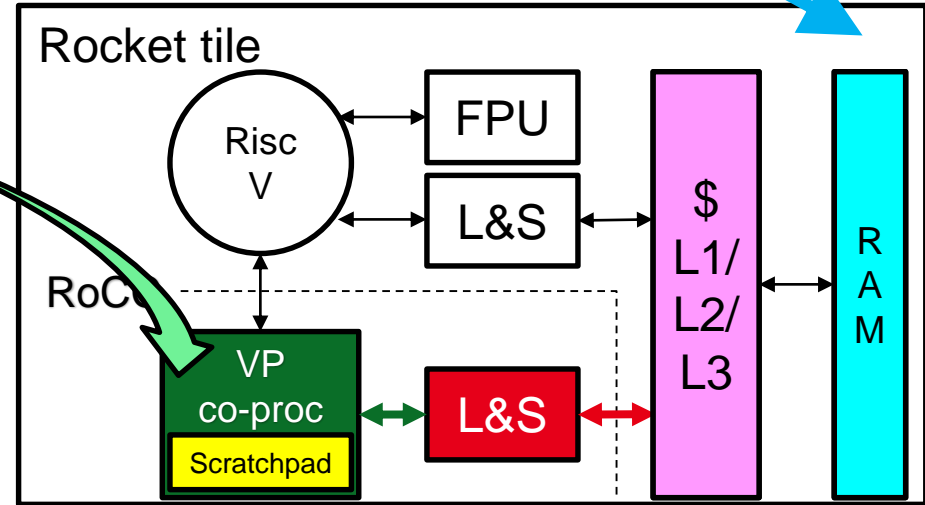 Rocket tile
Risc
V
FPU
L&S
$
L1/
L2/
L3
R
A
M
VP
co-proc
Scratchpad
L&S